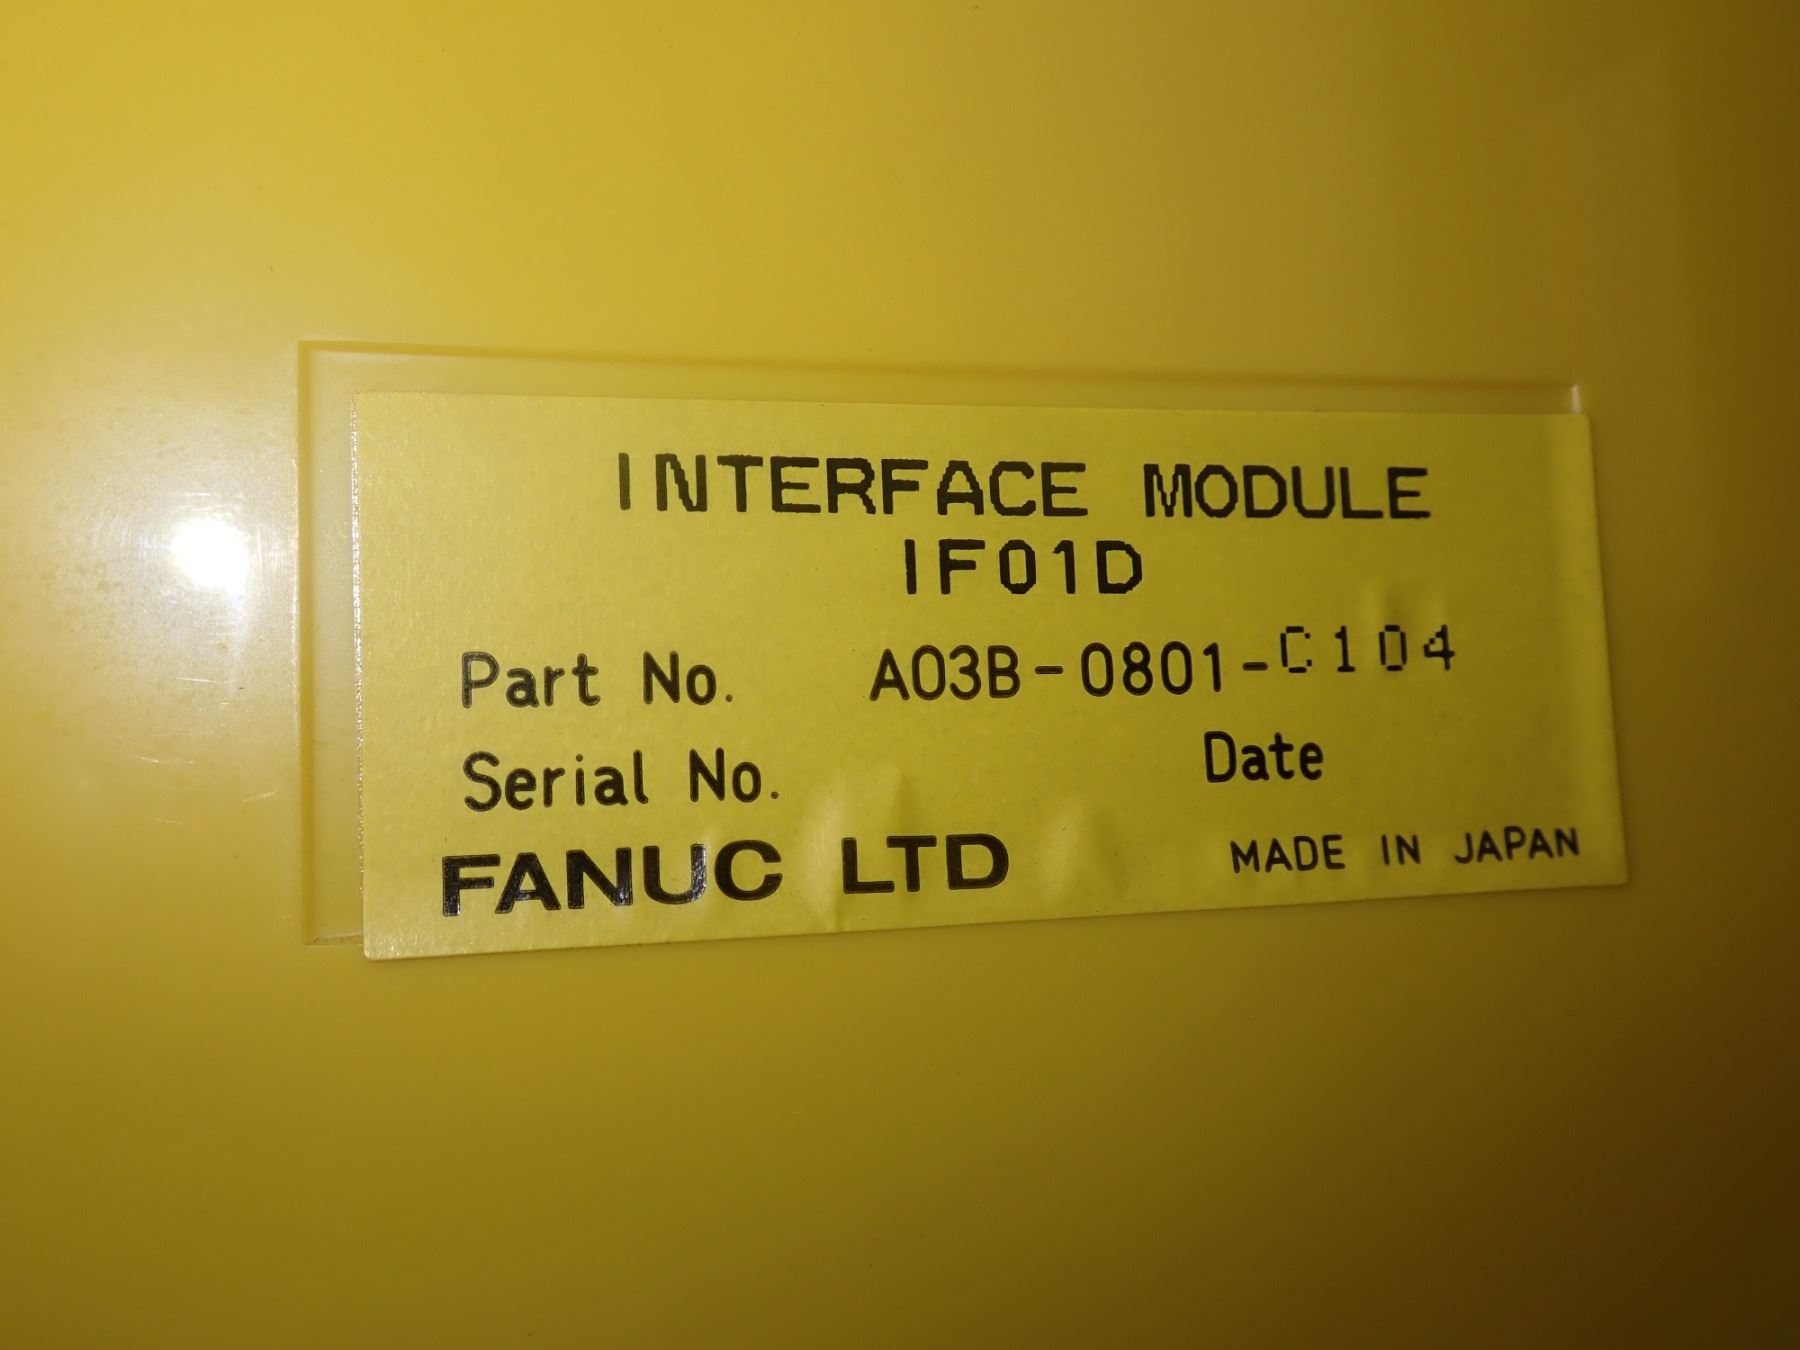 INTERFACE MODULE
IF01D
Part No. A03B-0801-C104
Serial No. Date
FANUC LTD MADE IN JAPAN